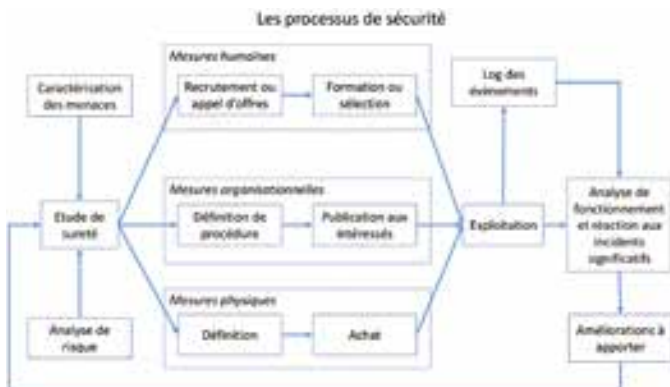 Les processus de sécurité
Mesures humaines
Caractérisation
des menaces
Recrutement ou
appel d'offres
Formation ou
sélection
Log des
évènements
Mesures organisationnelles
Etude de
sureté
Définition de
procédure
Publication aux
intéressés
Exploitation
Analyse de
fonctionnement
et réaction aux
incidents
significatifs
Mesures physiques
Analyse de
risque
Définition
Achat
Améliorations à
apporter